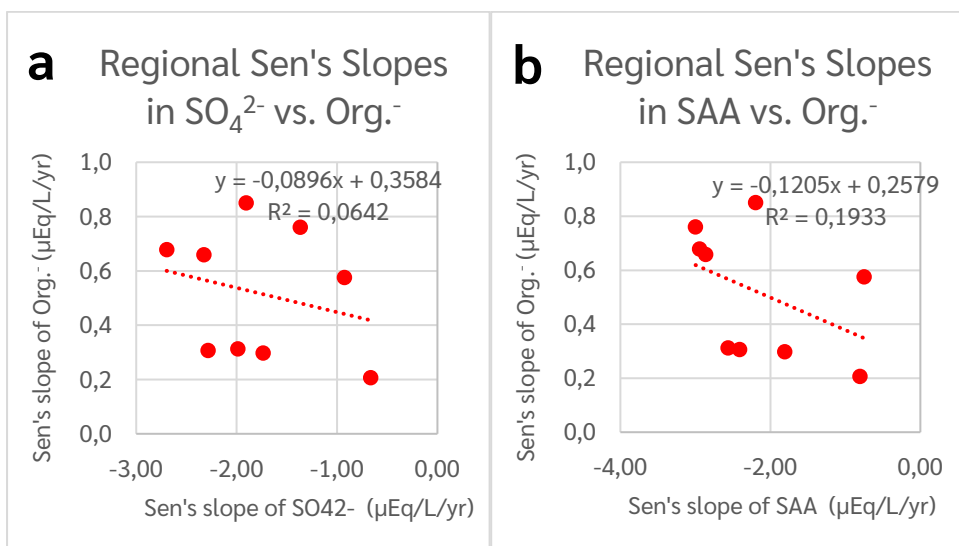 a
Regional Sen's Slopes
in SO₄²⁻ vs. Org.⁻
Sen's slope of Org.⁻ (µEq/L/yr)
1,0
0,8
0,6
0,4
0,2
0,0
y = -0,0896x + 0,3584
R² = 0,0642
-3,00 -2,00 -1,00 0,00
Sen's slope of SO42- (µEq/L/yr)
b
Regional Sen's Slopes
in SAA vs. Org.⁻
Sen's slope of Org.⁻ (µEq/L/yr)
1,0
0,8
0,6
0,4
0,2
0,0
y = -0,1205x + 0,2579
R² = 0,1933
-4,00 -2,00 0,00
Sen's slope of SAA (µEq/L/yr)